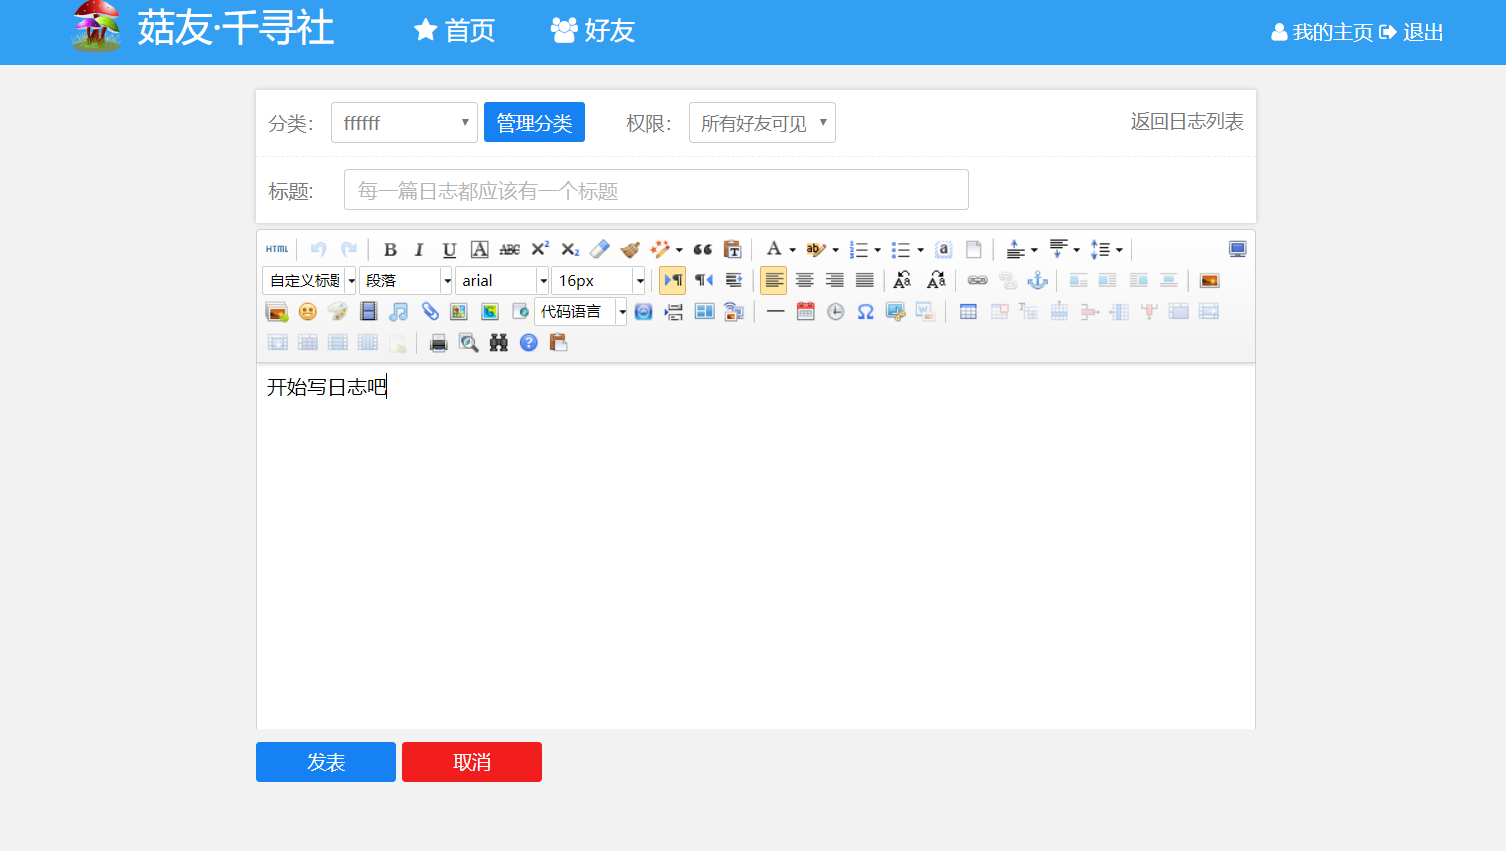 菇友·千寻社 首页 好友 我的主页 退出
分类: ffffff 管理分类 权限: 所有好友可见 返回日志列表
标题: 每一篇日志都应该有一个标题
HTML B I U A ABC X² X₂ A ab a
自定义标题 段落 arial 16px
代码语言
开始写日志吧
发表 取消